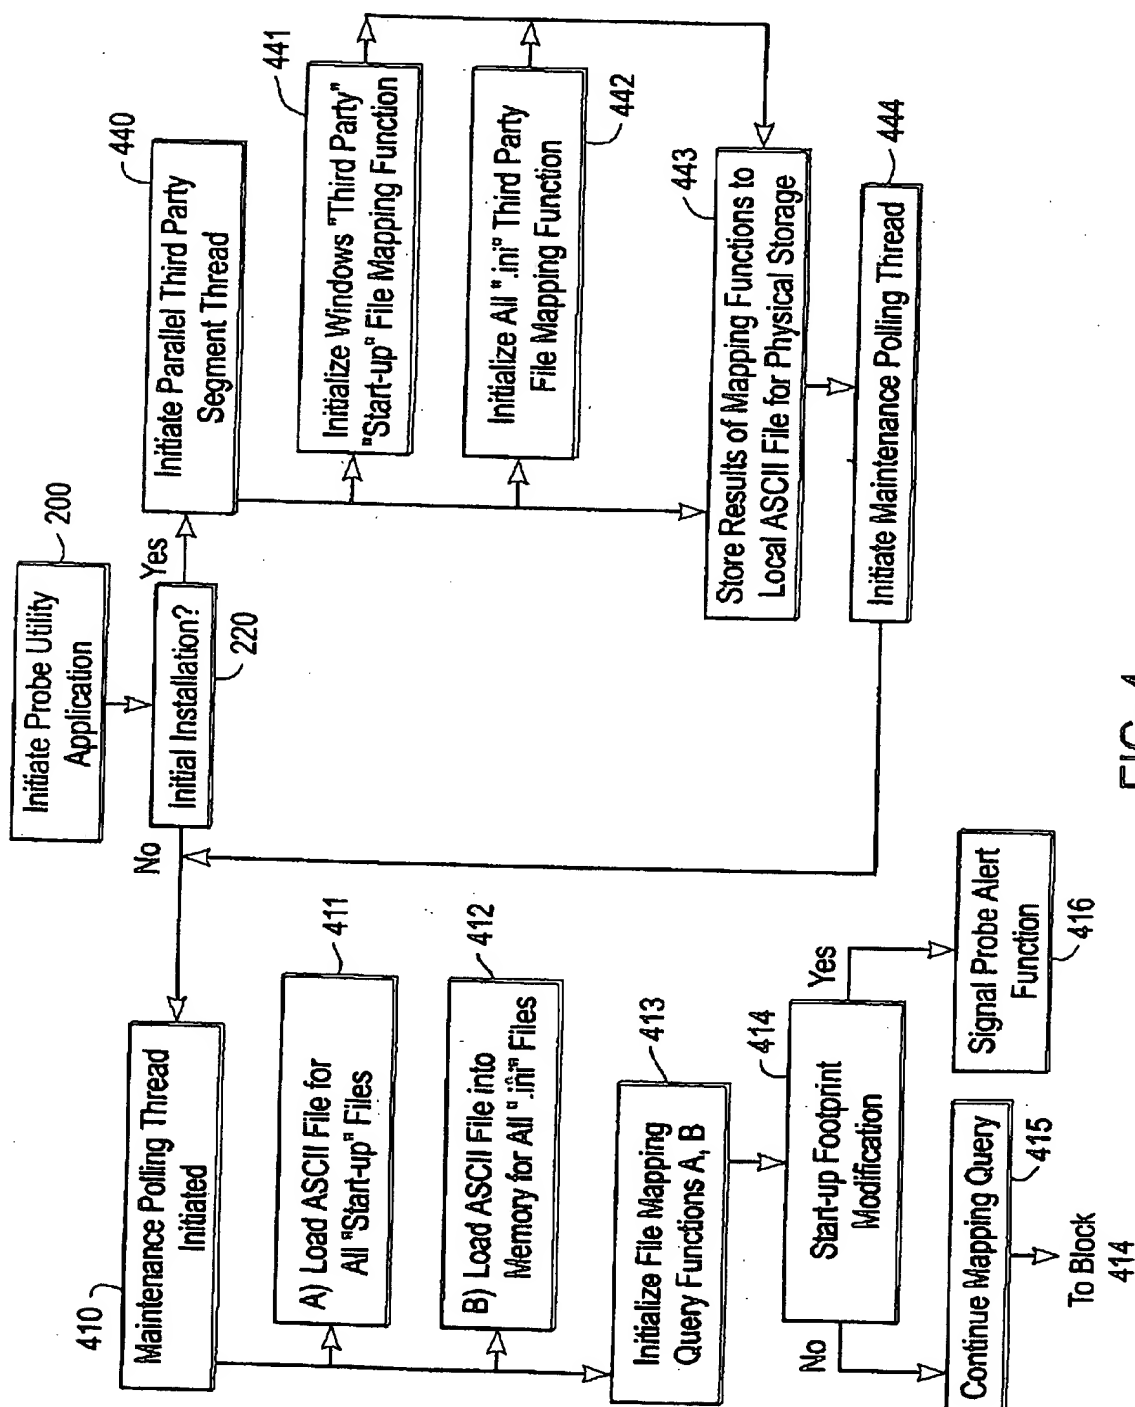 200
Initiate Probe Utility
Application
Initial Installation?
220
No
Yes
410
Maintenance Polling Thread
Initiated
411
A) Load ASCII File for
All "Start-up" Files
412
B) Load ASCII File into
Memory for All ".ini" Files
413
Initialize File Mapping
Query Functions A, B
414
Start-up Footprint
Modification
No
Yes
Continue Mapping Query
415
To Block
414
Signal Probe Alert
Function
416
440
Initiate Parallel Third Party
Segment Thread
441
Initialize Windows "Third Party"
"Start-up" File Mapping Function
Initialize All ".ini" Third Party
File Mapping Function
442
443
Store Results of Mapping Functions to
Local ASCII File for Physical Storage
444
Initiate Maintenance Polling Thread
FIG. 4